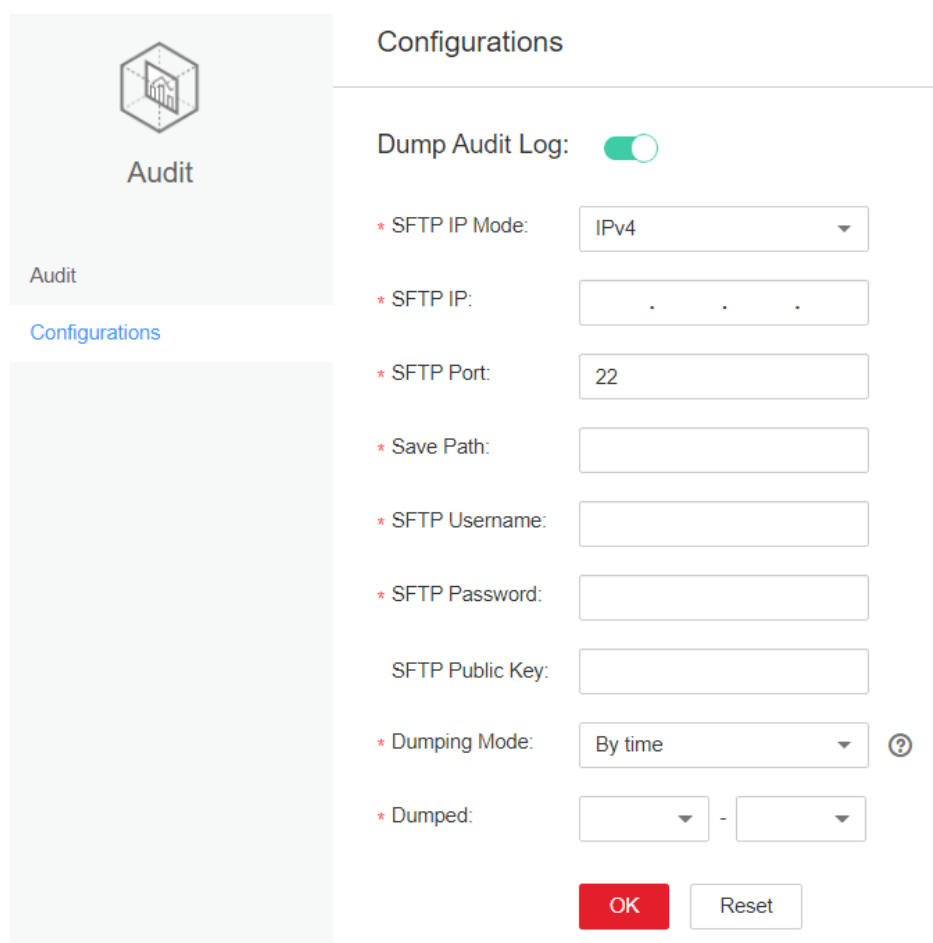 Configurations
Audit
Dump Audit Log:
* SFTP IP Mode: IPv4
Audit
* SFTP IP: . . .
Configurations
* SFTP Port: 22
* Save Path:
* SFTP Username:
* SFTP Password:
SFTP Public Key:
* Dumping Mode: By time ?
* Dumped: -
OK Reset